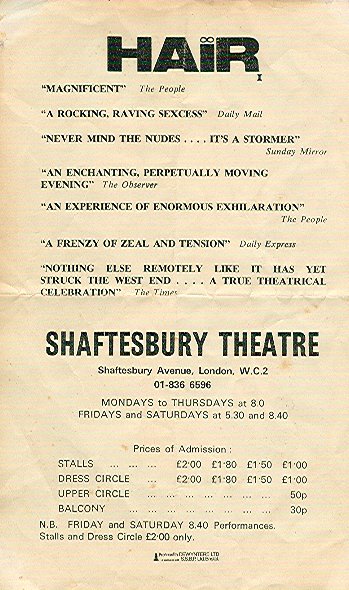 HAIR
"MAGNIFICENT" The People
"A ROCKING, RAVING SEXCESS" Daily Mail
"NEVER MIND THE NUDES . . . . IT'S A STORMER"
Sunday Mirror
"AN ENCHANTING, PERPETUALLY MOVING
EVENING" The Observer
"AN EXPERIENCE OF ENORMOUS EXHILARATION"
The People
"A FRENZY OF ZEAL AND TENSION" Daily Express
"NOTHING ELSE REMOTELY LIKE IT HAS YET
STRUCK THE WEST END . . . . A TRUE THEATRICAL
CELEBRATION" The Times
SHAFTESBURY THEATRE
Shaftesbury Avenue, London, W.C.2
01-836 6596
MONDAYS to THURSDAYS at 8.0
FRIDAYS and SATURDAYS at 5.30 and 8.40
Prices of Admission :
STALLS ... ... ... £2·00 £1·80 £1·50 £1·00
DRESS CIRCLE ... £2·00 £1·80 £1·50 £1·00
UPPER CIRCLE ... ... ... ... ... ... ... 50p
BALCONY ... ... ... ... ... ... ... 30p
N.B. FRIDAY and SATURDAY 8.40 Performances.
Stalls and Dress Circle £2·00 only.
DEWYNTERS LTD